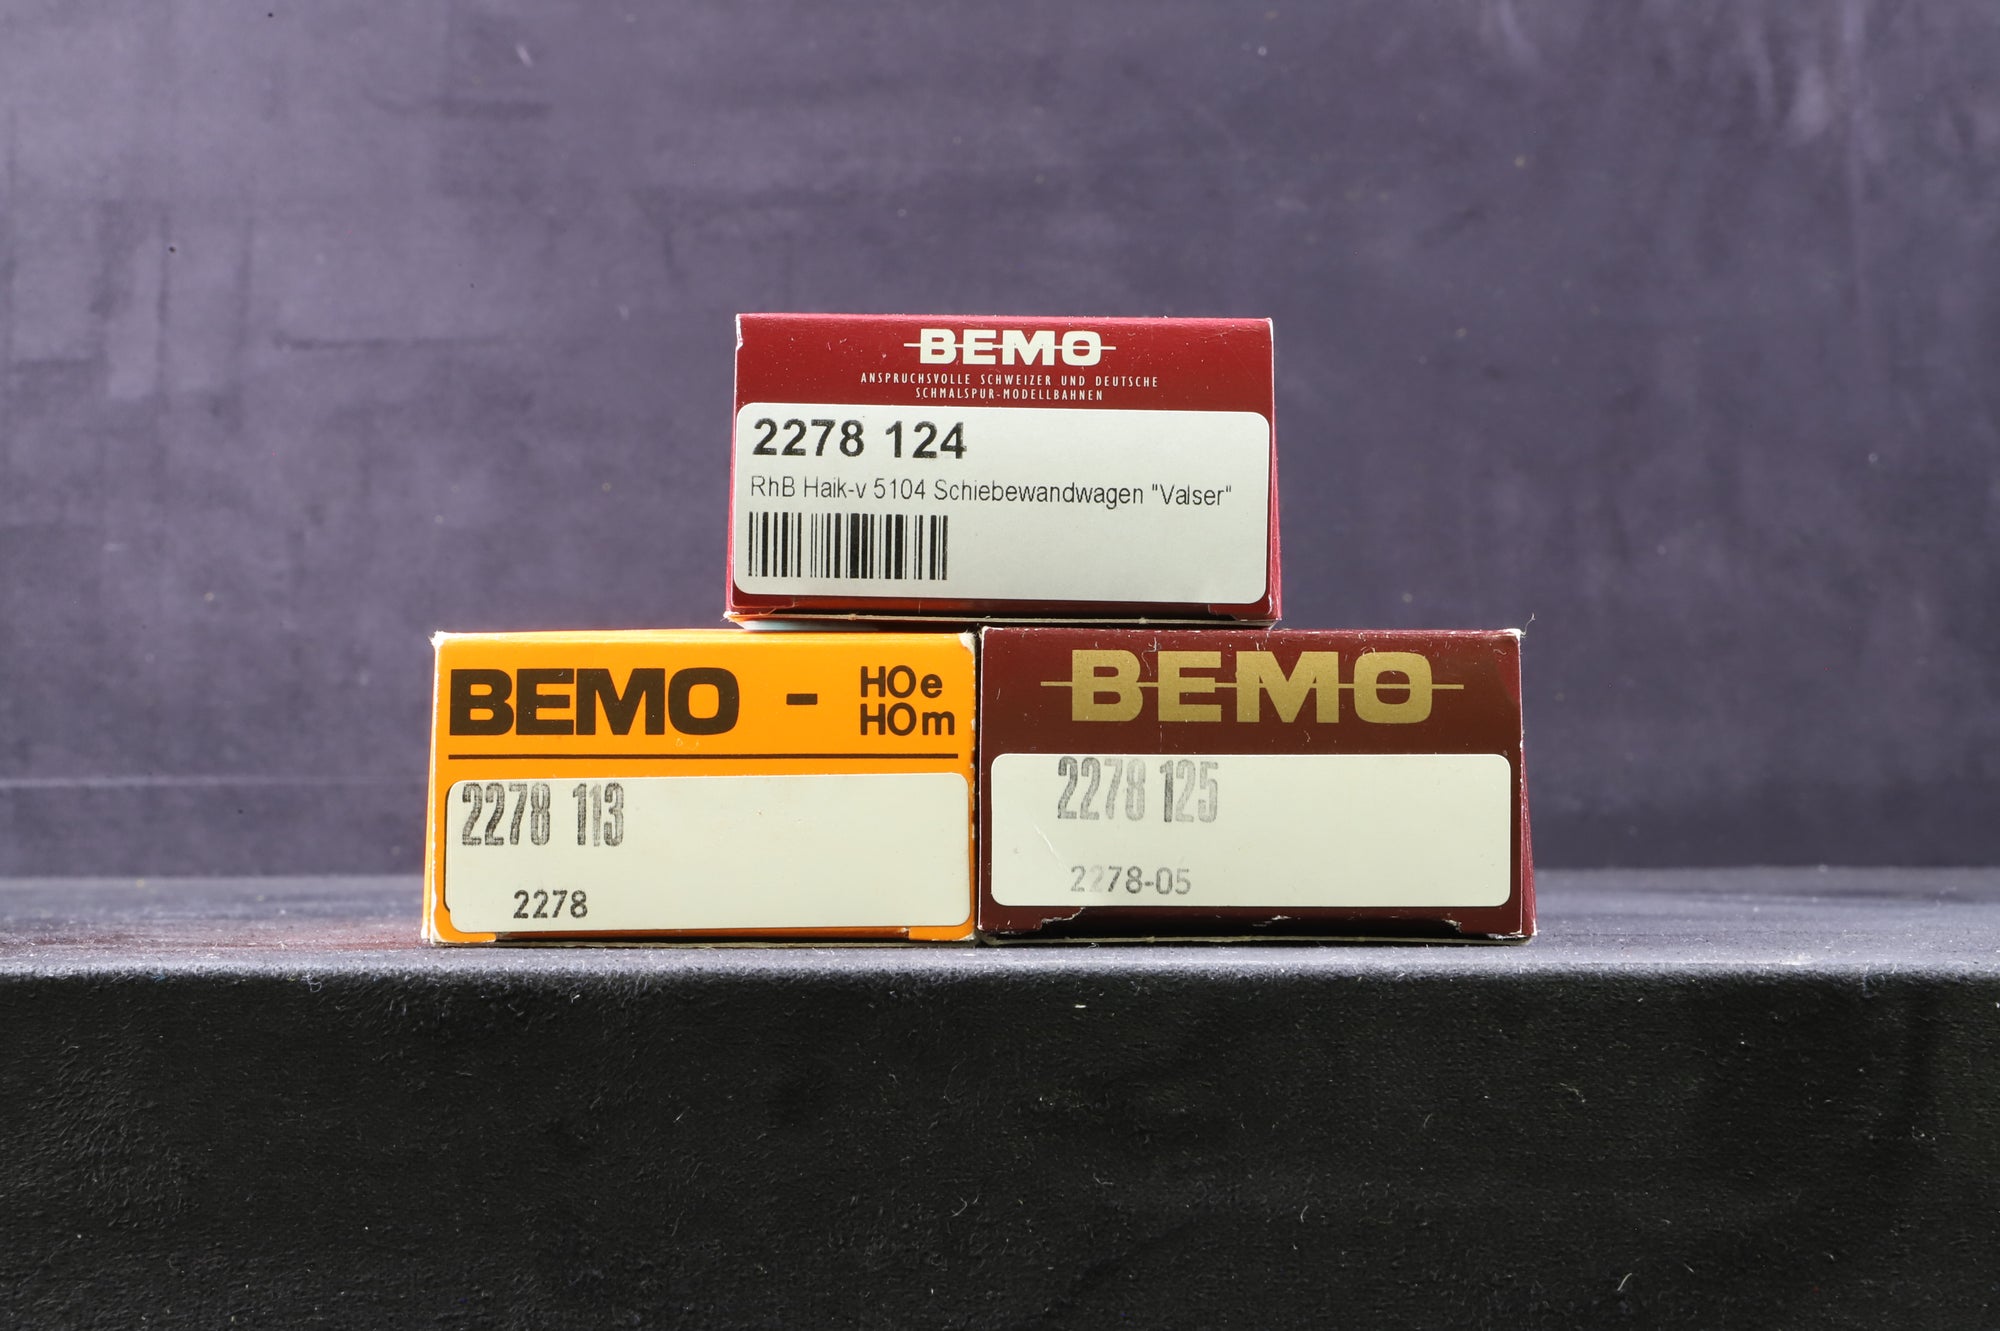 BEMO
ANSPRUCHSVOLLE SCHWEIZER UND DEUTSCHE
SCHMALSPUR-MODELLBAHNEN
2278 124
RhB Haik-v 5104 Schiebewandwagen "Valser"
BEMO - HOe
HOm
2278 113
2278
BEMO
2278 125
2278-05